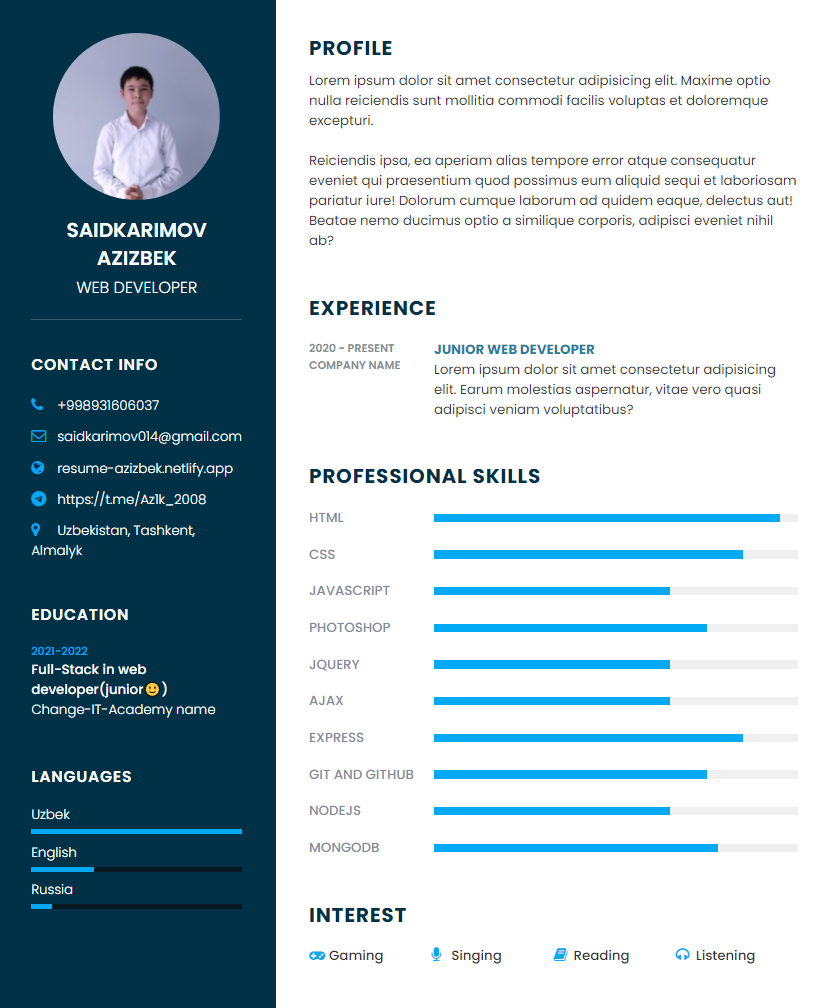 SAIDKARIMOV
AZIZBEK
WEB DEVELOPER
CONTACT INFO
+998931606037
saidkarimov014@gmail.com
resume-azizbek.netlify.app
https://t.me/Az1k_2008
Uzbekistan, Tashkent,
Almalyk
EDUCATION
2021-2022
Full-Stack in web
developer(junior🙂)
Change-IT-Academy name
LANGUAGES
Uzbek
English
Russia
PROFILE
Lorem ipsum dolor sit amet consectetur adipisicing elit. Maxime optio
nulla reiciendis sunt mollitia commodi facilis voluptas et doloremque
excepturi.
Reiciendis ipsa, ea aperiam alias tempore error atque consequatur
eveniet qui praesentium quod possimus eum aliquid sequi et laboriosam
pariatur iure! Dolorum cumque laborum ad quidem eaque, delectus aut!
Beatae nemo ducimus optio a similique corporis, adipisci eveniet nihil
ab?
EXPERIENCE
2020 - PRESENT
COMPANY NAME
JUNIOR WEB DEVELOPER
Lorem ipsum dolor sit amet consectetur adipisicing
elit. Earum molestias aspernatur, vitae vero quasi
adipisci veniam voluptatibus?
PROFESSIONAL SKILLS
HTML
CSS
JAVASCRIPT
PHOTOSHOP
JQUERY
AJAX
EXPRESS
GIT AND GITHUB
NODEJS
MONGODB
INTEREST
Gaming Singing Reading Listening